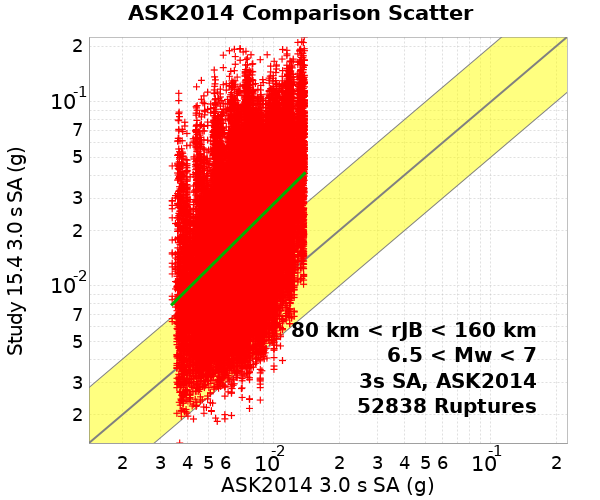 ASK2014 Comparison Scatter
Study 15.4 3.0 s SA (g)
2
10-1
7
5
3
2
10-2
7
5
3
2
80 km < rJB < 160 km
6.5 < Mw < 7
3s SA, ASK2014
52838 Ruptures
2 3 4 5 6 10-2 2 3 4 5 6 10-1 2
ASK2014 3.0 s SA (g)